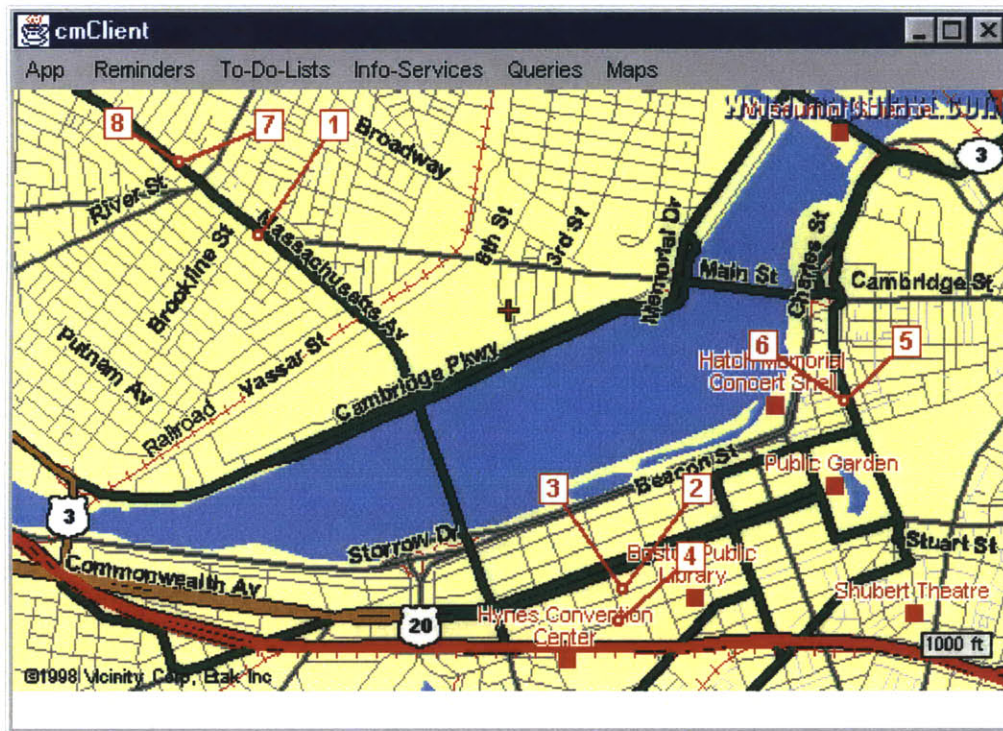 cmClient
App Reminders To-Do-Lists Info-Services Queries Maps
8
7
1
Broadway
3
River St
Brookline St
Massachusetts Av
8th St
3rd St
Memorial Dr
Main St
Charles St
Cambridge St
Putnam Av
Vassar St
Railroad
Cambridge Pkwy
6
5
Hatch Memorial
Concert Shell
Beacon St
Public Garden
3
3
2
Storrow Dr
Stuart St
Commonwealth Av
4
Boston Public
Library
20
Hynes Convention
Center
Shubert Theatre
1000 ft
©1998 Vicinity Corp, Etak Inc